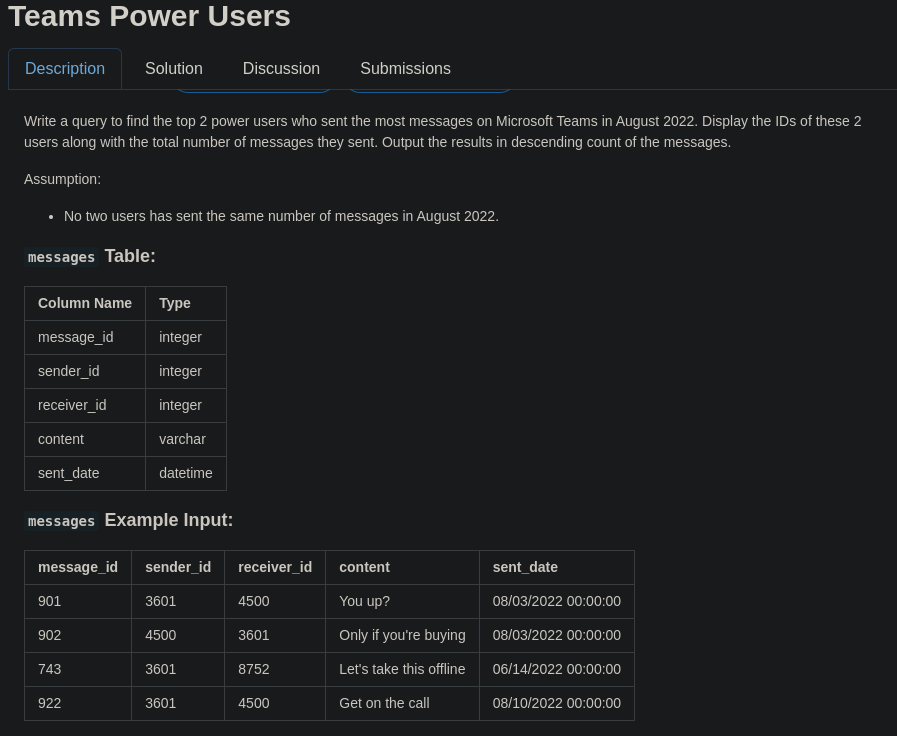 Teams Power Users
Description Solution Discussion Submissions
Write a query to find the top 2 power users who sent the most messages on Microsoft Teams in August 2022. Display the IDs of these 2
users along with the total number of messages they sent. Output the results in descending count of the messages.
Assumption:
• No two users has sent the same number of messages in August 2022.
messages Table:
Column Name Type
message_id integer
sender_id integer
receiver_id integer
content varchar
sent_date datetime
messages Example Input:
message_id sender_id receiver_id content sent_date
901 3601 4500 You up? 08/03/2022 00:00:00
902 4500 3601 Only if you're buying 08/03/2022 00:00:00
743 3601 8752 Let's take this offline 06/14/2022 00:00:00
922 3601 4500 Get on the call 08/10/2022 00:00:00